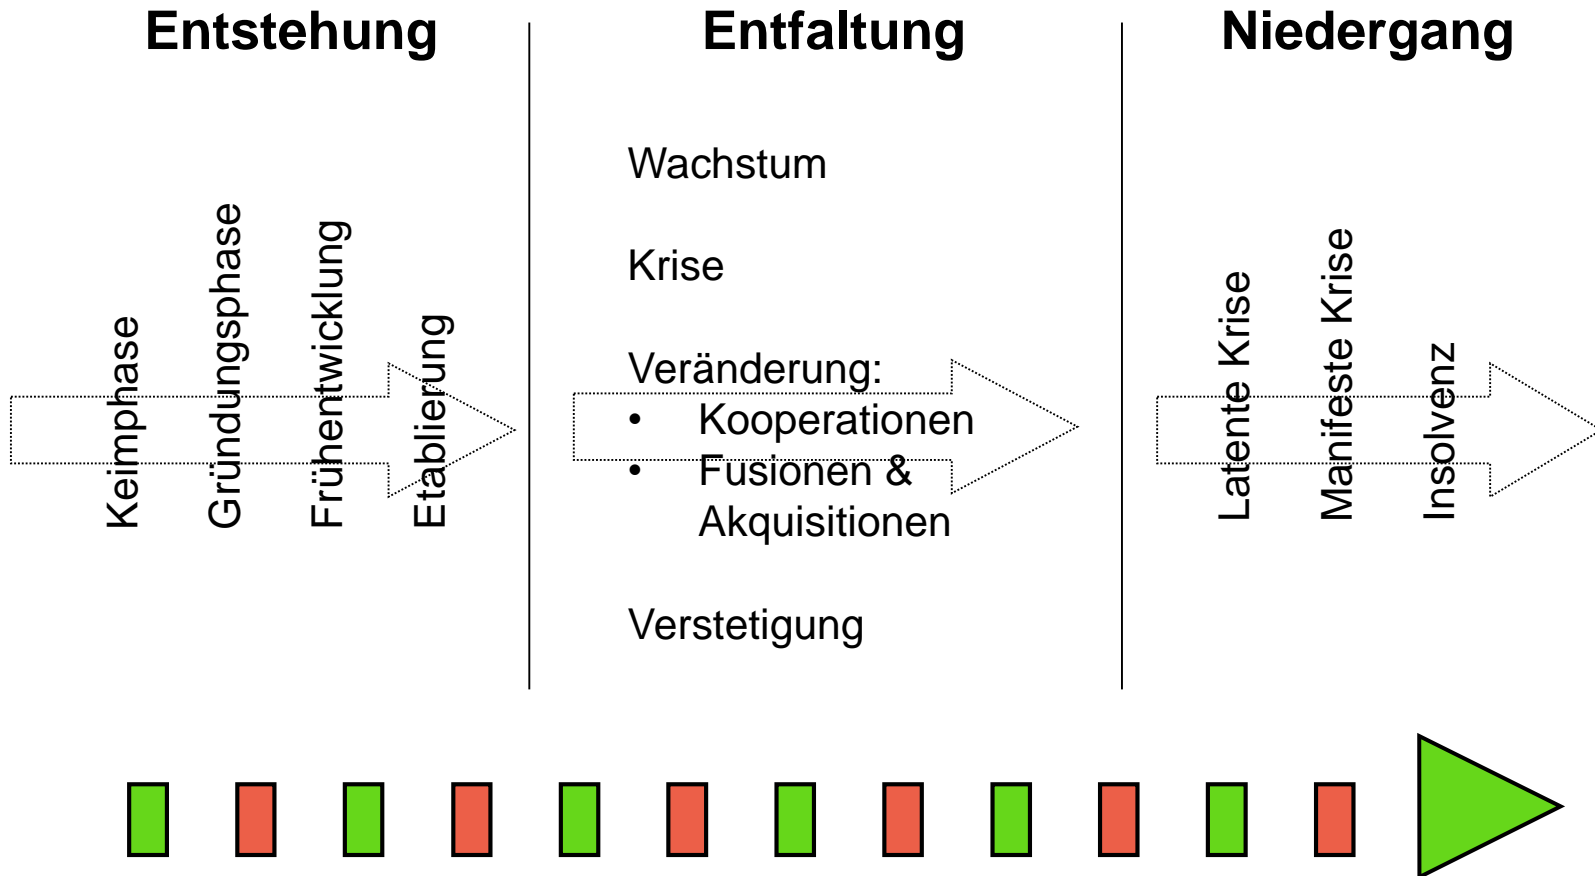 Entstehung
Entfaltung
Niedergang
Keimphase
Gründungsphase
Frühentwicklung
Etablierung
Wachstum
Krise
Veränderung:
• Kooperationen
• Fusionen &
Akquisitionen
Verstetigung
Latente Krise
Manifeste Krise
Insolvenz